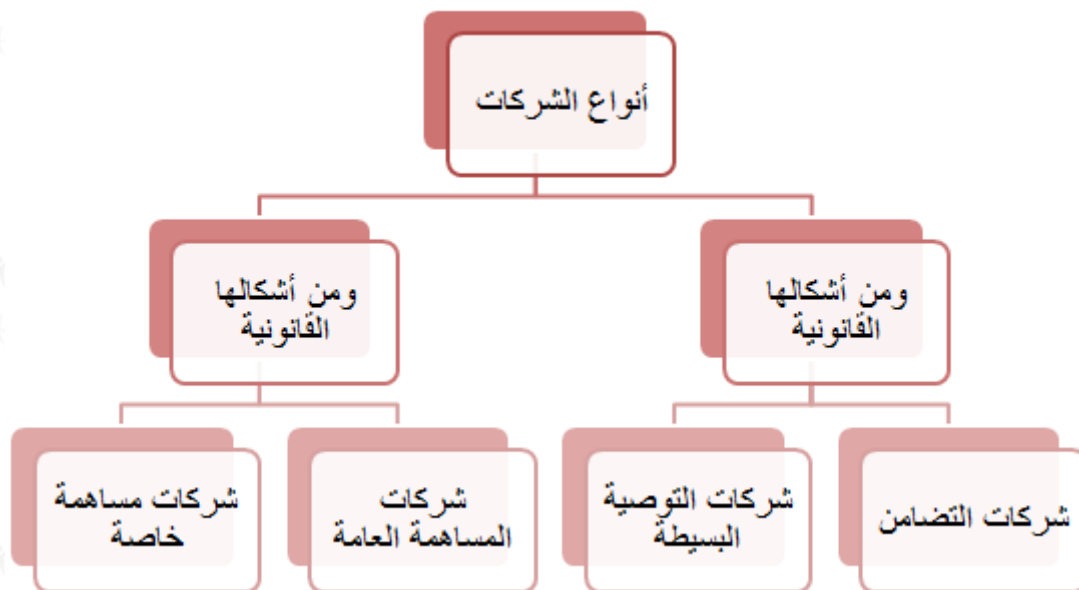 أنواع الشركات
ومن أشكالها
القانونية
ومن أشكالها
القانونية
شركات التضامن
شركات التوصية
البسيطة
شركات
المساهمة العامة
شركات مساهمة
خاصة